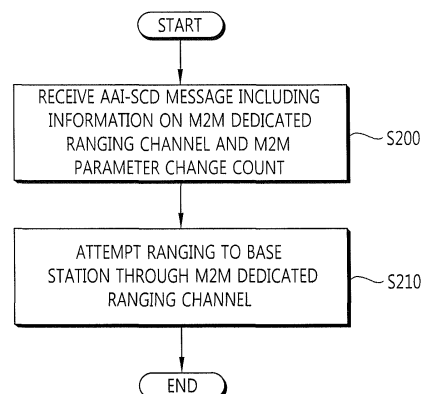 START
RECEIVE AAI-SCD MESSAGE INCLUDING
INFORMATION ON M2M DEDICATED
RANGING CHANNEL AND M2M
PARAMETER CHANGE COUNT
S200
ATTEMPT RANGING TO BASE
STATION THROUGH M2M DEDICATED
RANGING CHANNEL
S210
END